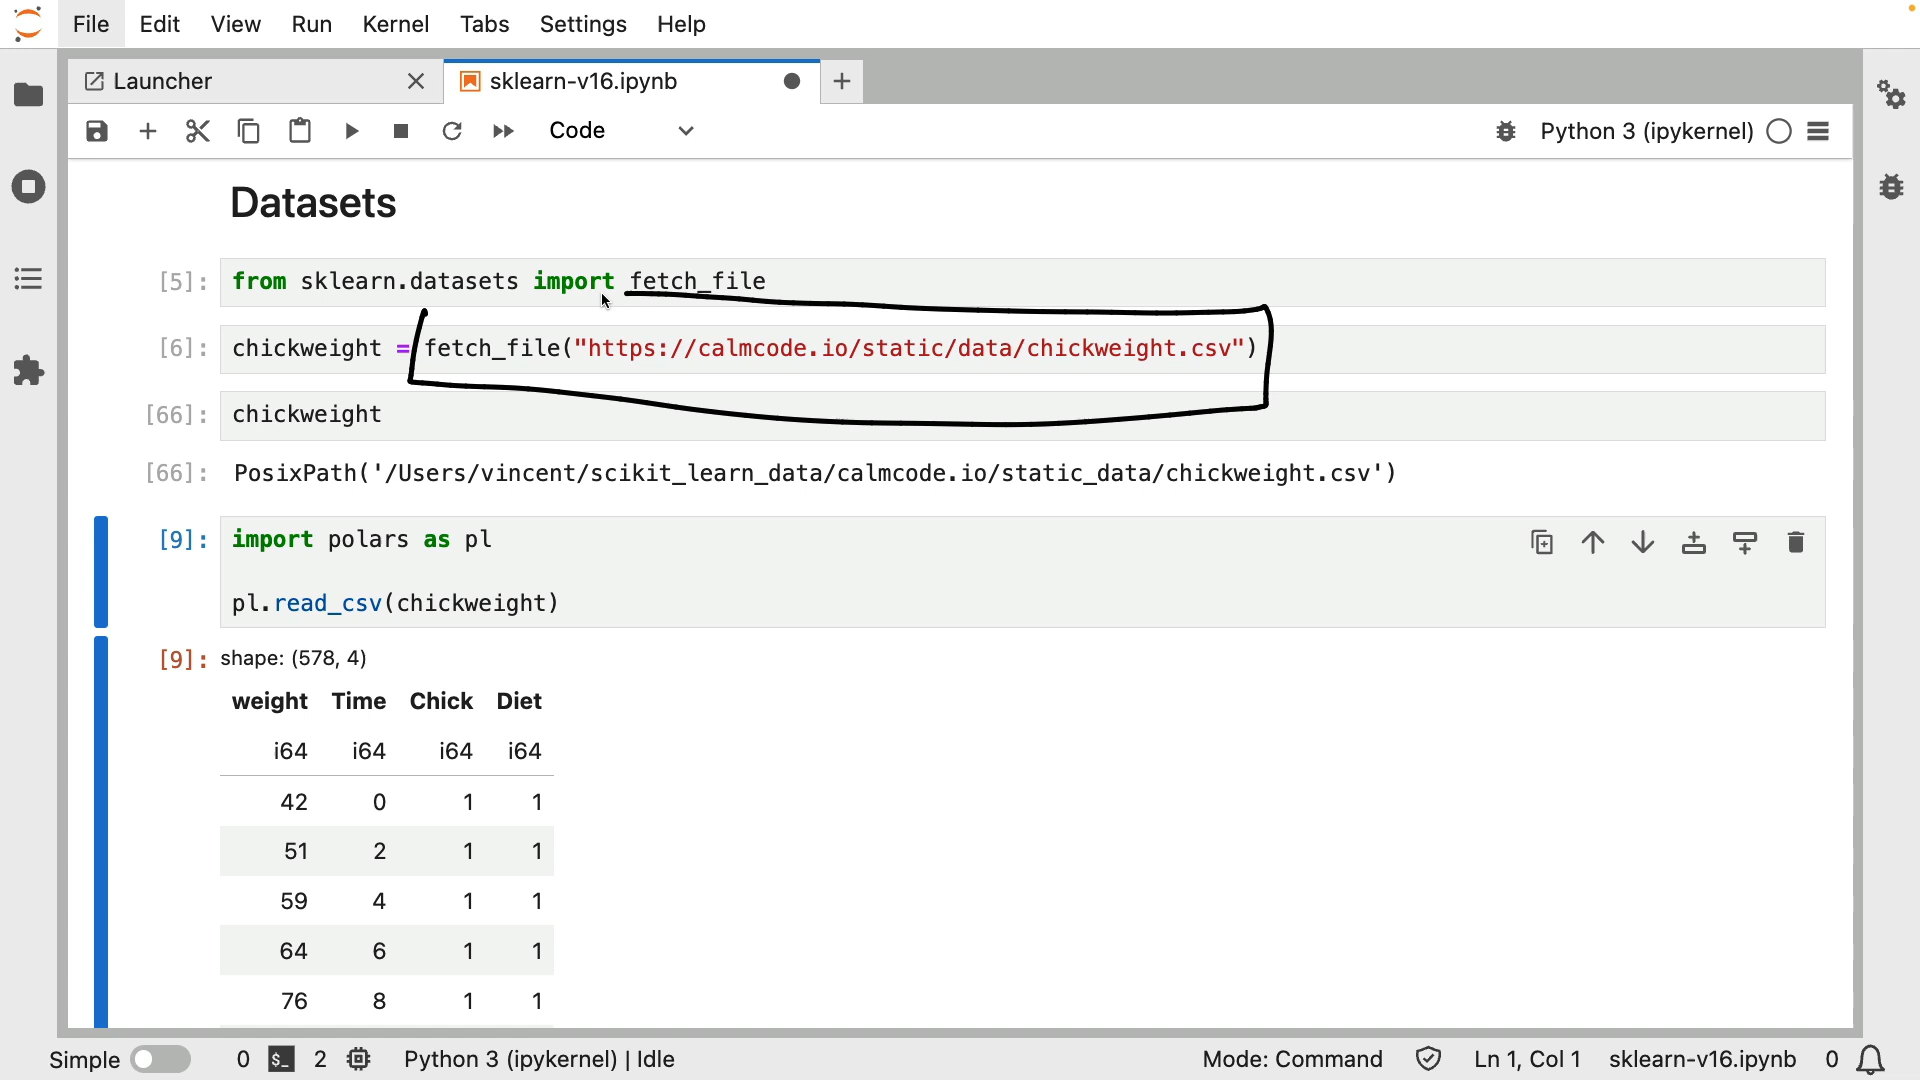 File Edit View Run Kernel Tabs Settings Help
Launcher sklearn-v16.ipynb
Code Python 3 (ipykernel)
Datasets
[5]: from sklearn.datasets import fetch_file
[6]: chickweight = fetch_file("https://calmcode.io/static/data/chickweight.csv")
[66]: chickweight
[66]: PosixPath('/Users/vincent/scikit_learn_data/calmcode.io/static_data/chickweight.csv')
[9]: import polars as pl
pl.read_csv(chickweight)
[9]: shape: (578, 4)
weight Time Chick Diet
i64 i64 i64 i64
42 0 1 1
51 2 1 1
59 4 1 1
64 6 1 1
76 8 1 1
Simple 0 $_ 2 Python 3 (ipykernel) | Idle Mode: Command Ln 1, Col 1 sklearn-v16.ipynb 0